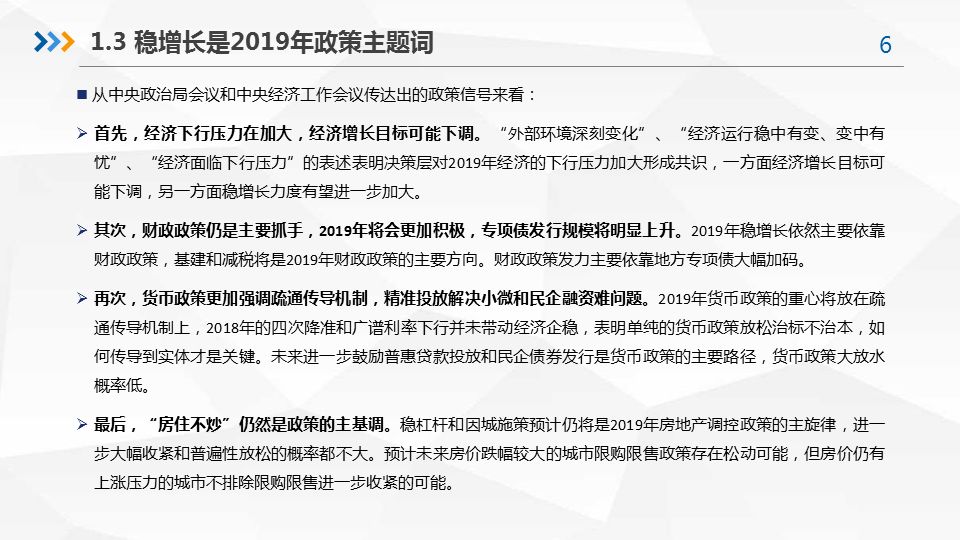 1.3 稳增长是2019年政策主题词
6
从中央政治局会议和中央经济工作会议传达出的政策信号来看：
首先，经济下行压力在加大，经济增长目标可能下调。“外部环境深刻变化”、“经济运行稳中有变、变中有
忧”、“经济面临下行压力”的表述表明决策层对2019年经济的下行压力加大形成共识，一方面经济增长目标可
能下调，另一方面稳增长力度有望进一步加大。
其次，财政政策仍是主要抓手，2019年将会更加积极，专项债发行规模将明显上升。2019年稳增长依然主要依靠
财政政策，基建和减税将是2019年财政政策的主要方向。财政政策发力主要依靠地方专项债大幅加码。
再次，货币政策更加强调疏通传导机制，精准投放解决小微和民企融资难问题。2019年货币政策的重心将放在疏
通传导机制上，2018年的四次降准和广谱利率下行并未带动经济企稳，表明单纯的货币政策放松治标不治本，如
何传导到实体才是关键。未来进一步鼓励普惠贷款投放和民企债券发行是货币政策的主要路径，货币政策大放水
概率低。
最后，“房住不炒”仍然是政策的主基调。稳杠杆和因城施策预计仍将是2019年房地产调控政策的主旋律，进一
步大幅收紧和普遍性放松的概率都不大。预计未来房价跌幅较大的城市限购限售政策存在松动可能，但房价仍有
上涨压力的城市不排除限购限售进一步收紧的可能。